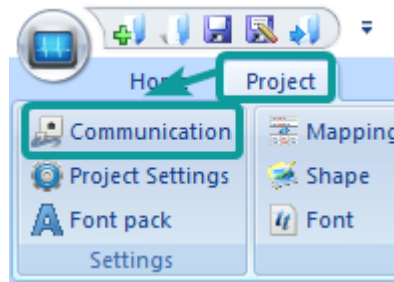 Home Project
Communication Mapping
Project Settings Shape
Font pack Font
Settings